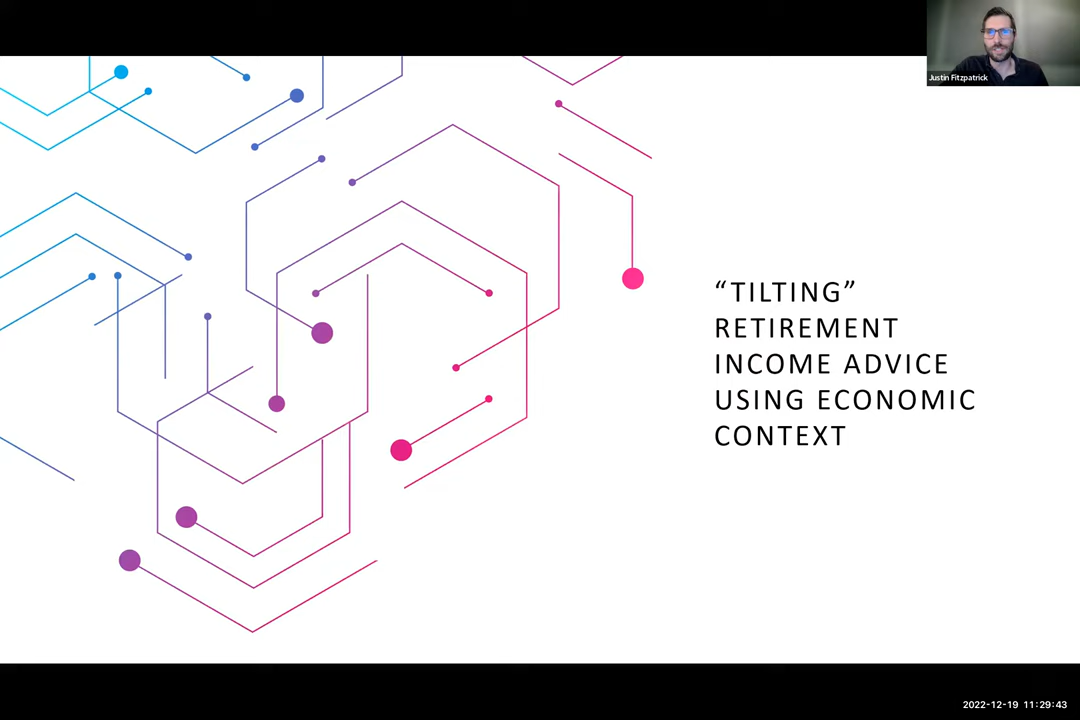 Justin Fitzpatrick
“TILTING”
RETIREMENT
INCOME ADVICE
USING ECONOMIC
CONTEXT
2022-12-19 11:29:43